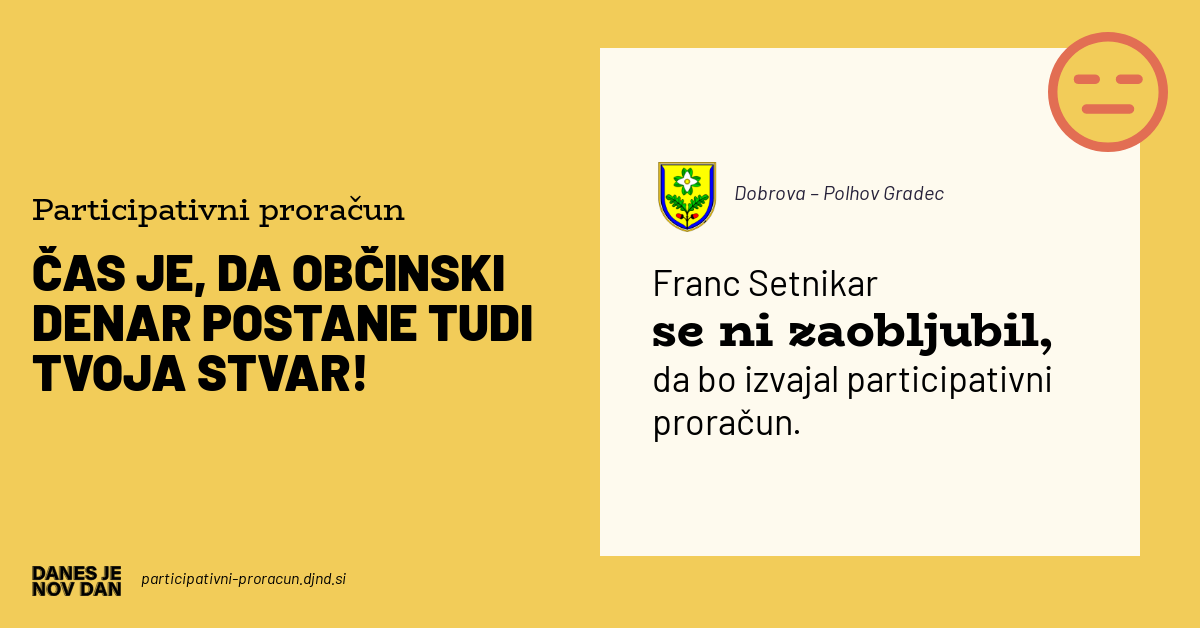 Participativni proračun
ČAS JE, DA OBČINSKI
DENAR POSTANE TUDI
TVOJA STVAR!
Dobrova – Polhov Gradec
Franc Setnikar
se ni zaobljubil,
da bo izvajal participativni
proračun.
DANES JE
NOV DAN
participativni-proracun.djnd.si